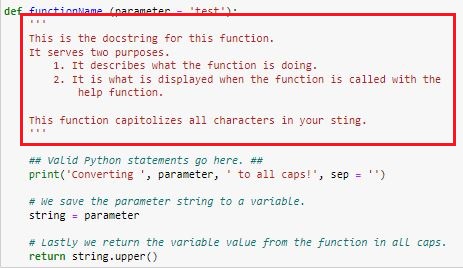 def functionName (parameter = 'test'):
'''
This is the docstring for this function.
It serves two purposes.
1. It describes what the function is doing.
2. It is what is displayed when the function is called with the
help function.
This function capitolizes all characters in your sting.
'''
## Valid Python statements go here. ##
print('Converting ', parameter, ' to all caps!', sep = '')
# We save the parameter string to a variable.
string = parameter
# Lastly we return the variable value from the function in all caps.
return string.upper()